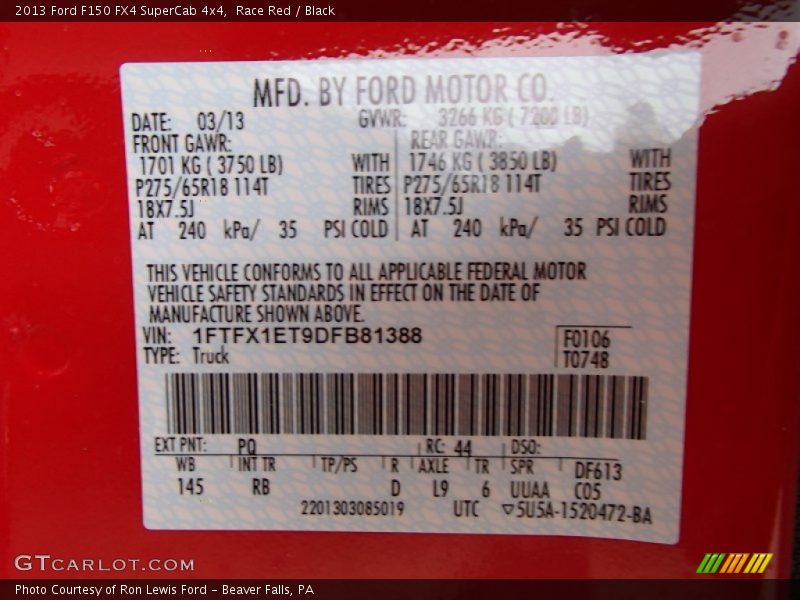 2013 Ford F150 FX4 SuperCab 4x4, Race Red / Black
MFD. BY FORD MOTOR CO.
DATE: 03/13 GVWR: 3266 KG ( 7200 LB)
FRONT GAWR: REAR GAWR:
1701 KG ( 3750 LB) WITH 1746 KG ( 3850 LB) WITH
P275/65R18 114T TIRES P275/65R18 114T TIRES
18X7.5J RIMS 18X7.5J RIMS
AT 240 kPa/ 35 PSI COLD AT 240 kPa/ 35 PSI COLD
THIS VEHICLE CONFORMS TO ALL APPLICABLE FEDERAL MOTOR
VEHICLE SAFETY STANDARDS IN EFFECT ON THE DATE OF
MANUFACTURE SHOWN ABOVE.
VIN: 1FTFX1ET9DFB81388 F0106
TYPE: Truck T0748
EXT PNT: PQ RC: 44 DSO:
WB INT TR TP/PS R AXLE TR SPR DF613
145 RB D L9 6 UUAA C05
2201303085019 UTC ▽5U5A-1520472-BA
GTCARLOT.COM
Photo Courtesy of Ron Lewis Ford - Beaver Falls, PA